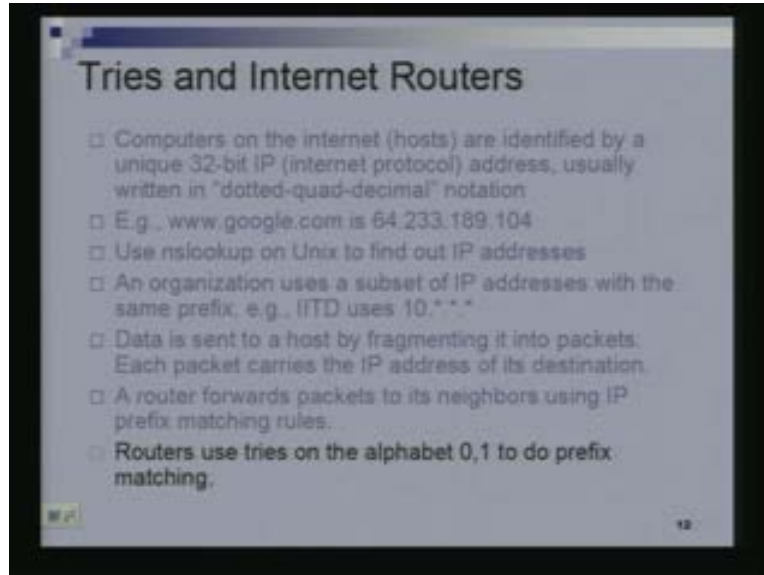 Tries and Internet Routers
Computers on the internet (hosts) are identified by a
unique 32-bit IP (internet protocol) address, usually
written in "dotted-quad-decimal" notation
E.g., www.google.com is 64.233.189.104
Use nslookup on Unix to find out IP addresses
An organization uses a subset of IP addresses with the
same prefix, e.g., IITD uses 10.*.*.*
Data is sent to a host by fragmenting it into packets.
Each packet carries the IP address of its destination.
A router forwards packets to its neighbors using IP
prefix matching rules.
Routers use tries on the alphabet 0,1 to do prefix
matching.
12